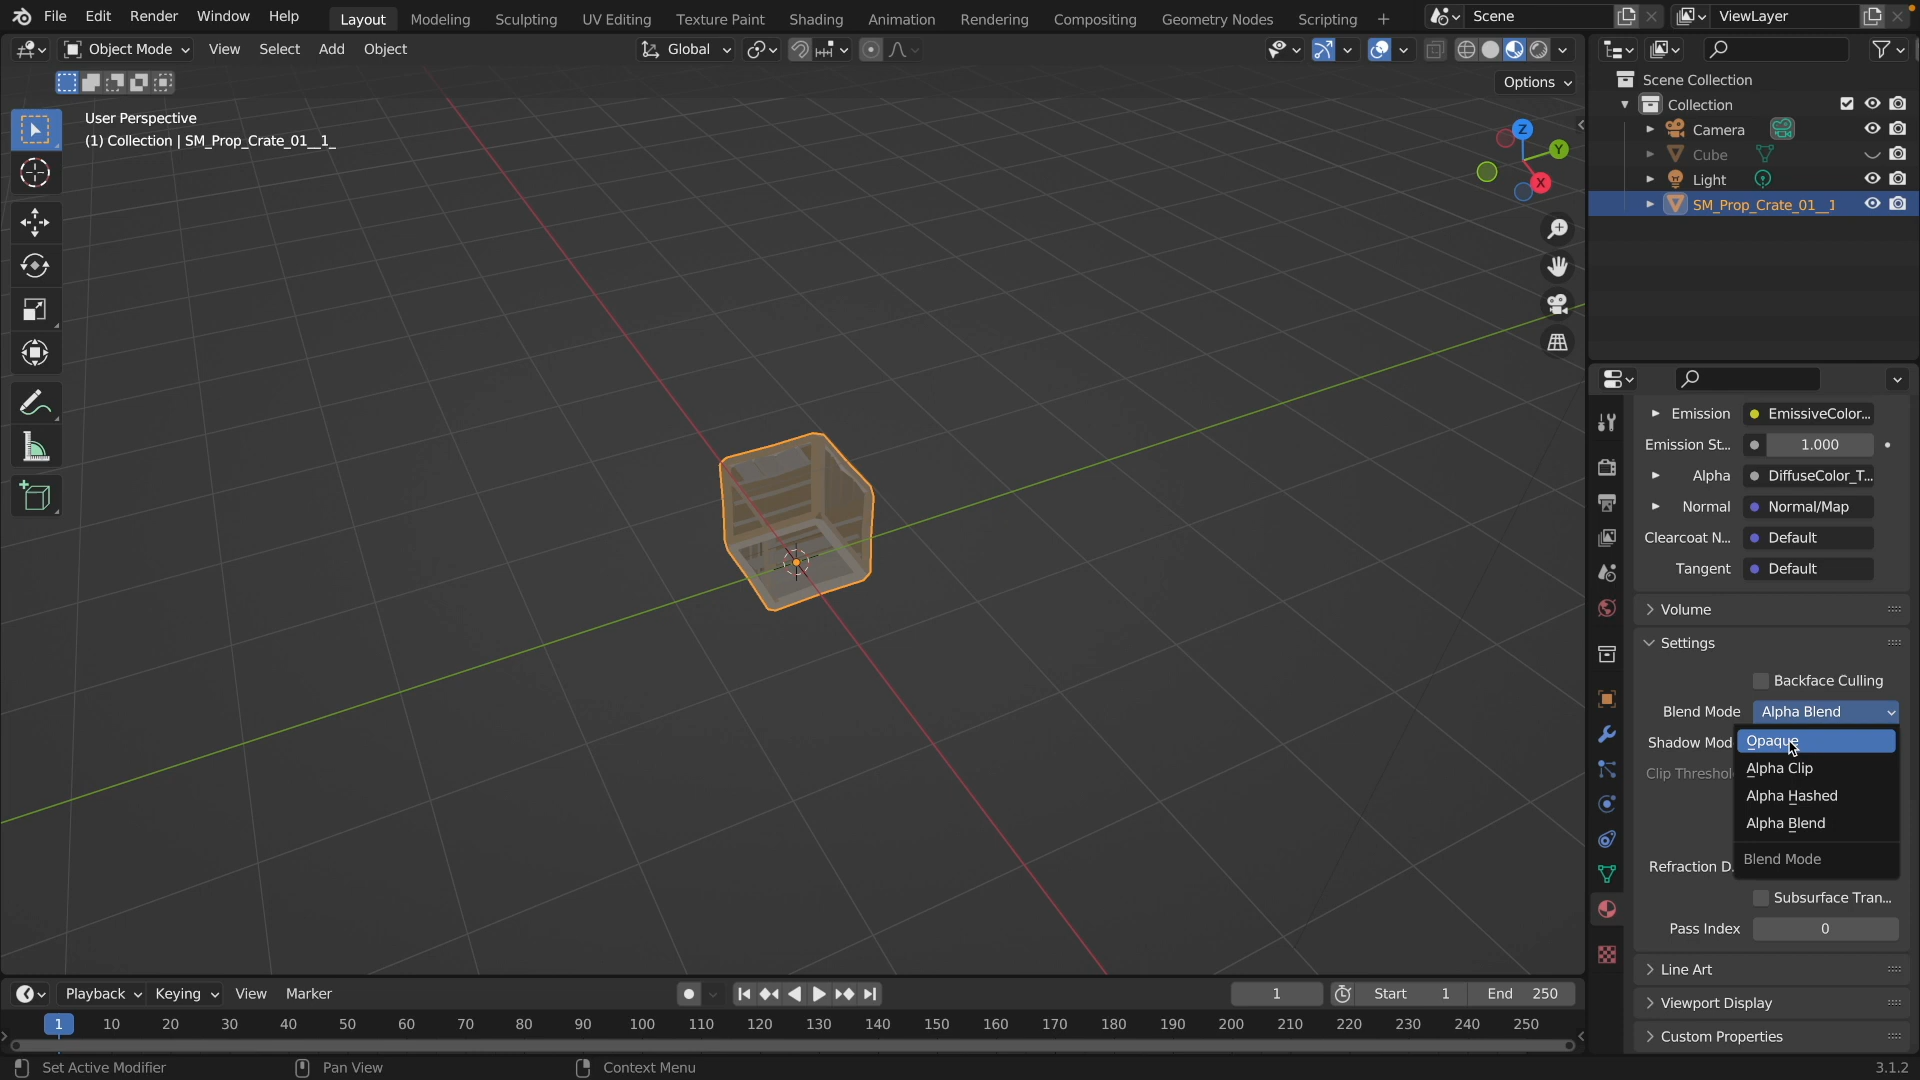 File Edit Render Window Help Layout Modeling Sculpting UV Editing Texture Paint Shading Animation Rendering Compositing Geometry Nodes Scripting + Scene ViewLayer
Object Mode View Select Add Object Global
Options
User Perspective
(1) Collection | SM_Prop_Crate_01__1_
Z
Y
X
Scene Collection
Collection
Camera
Cube
Light
SM_Prop_Crate_01__1
Emission EmissiveColor...
Emission St... 1.000
Alpha DiffuseColor_T...
Normal Normal/Map
Clearcoat N... Default
Tangent Default
Volume
Settings
Backface Culling
Blend Mode Alpha Blend
Shadow Mod Opaque
Clip Threshol Alpha Clip
Alpha Hashed
Alpha Blend
Blend Mode
Refraction D.
Subsurface Tran...
Pass Index 0
Line Art
Viewport Display
Custom Properties
Playback Keying View Marker 1 Start 1 End 250
1 10 20 30 40 50 60 70 80 90 100 110 120 130 140 150 160 170 180 190 200 210 220 230 240 250
Set Active Modifier Pan View Context Menu 3.1.2